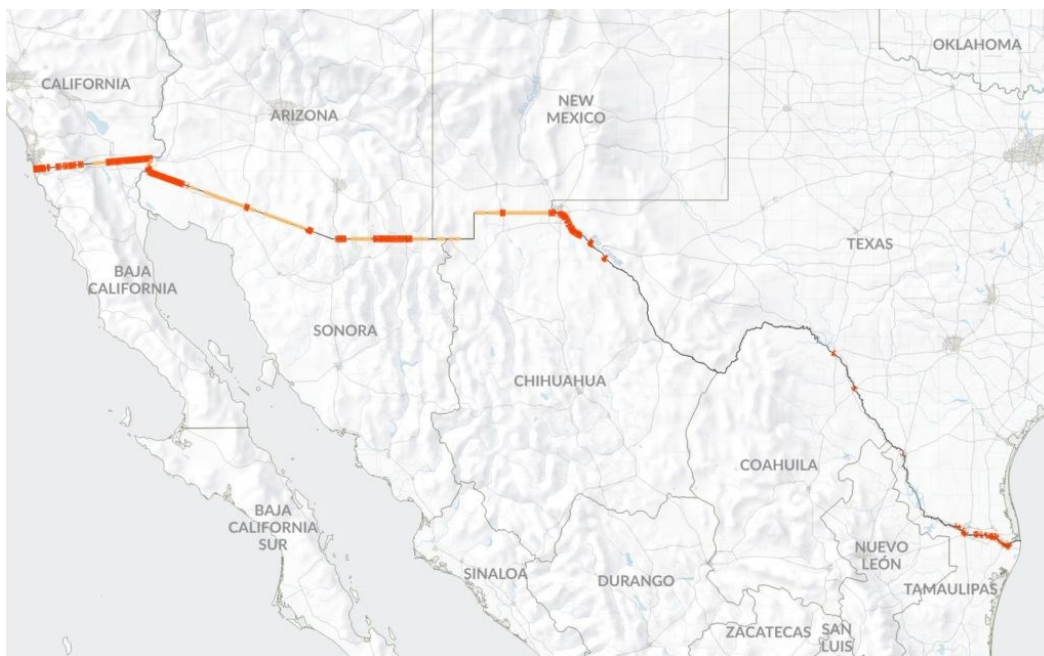 OKLAHOMA
CALIFORNIA
ARIZONA
NEW
MEXICO
TEXAS
BAJA
CALIFORNIA
SONORA
CHIHUAHUA
COAHUILA
BAJA
CALIFORNIA
SUR
NUEVO
LEÓN
SINALOA
DURANGO
TAMAULIPAS
ZACATECAS
SAN
LUIS